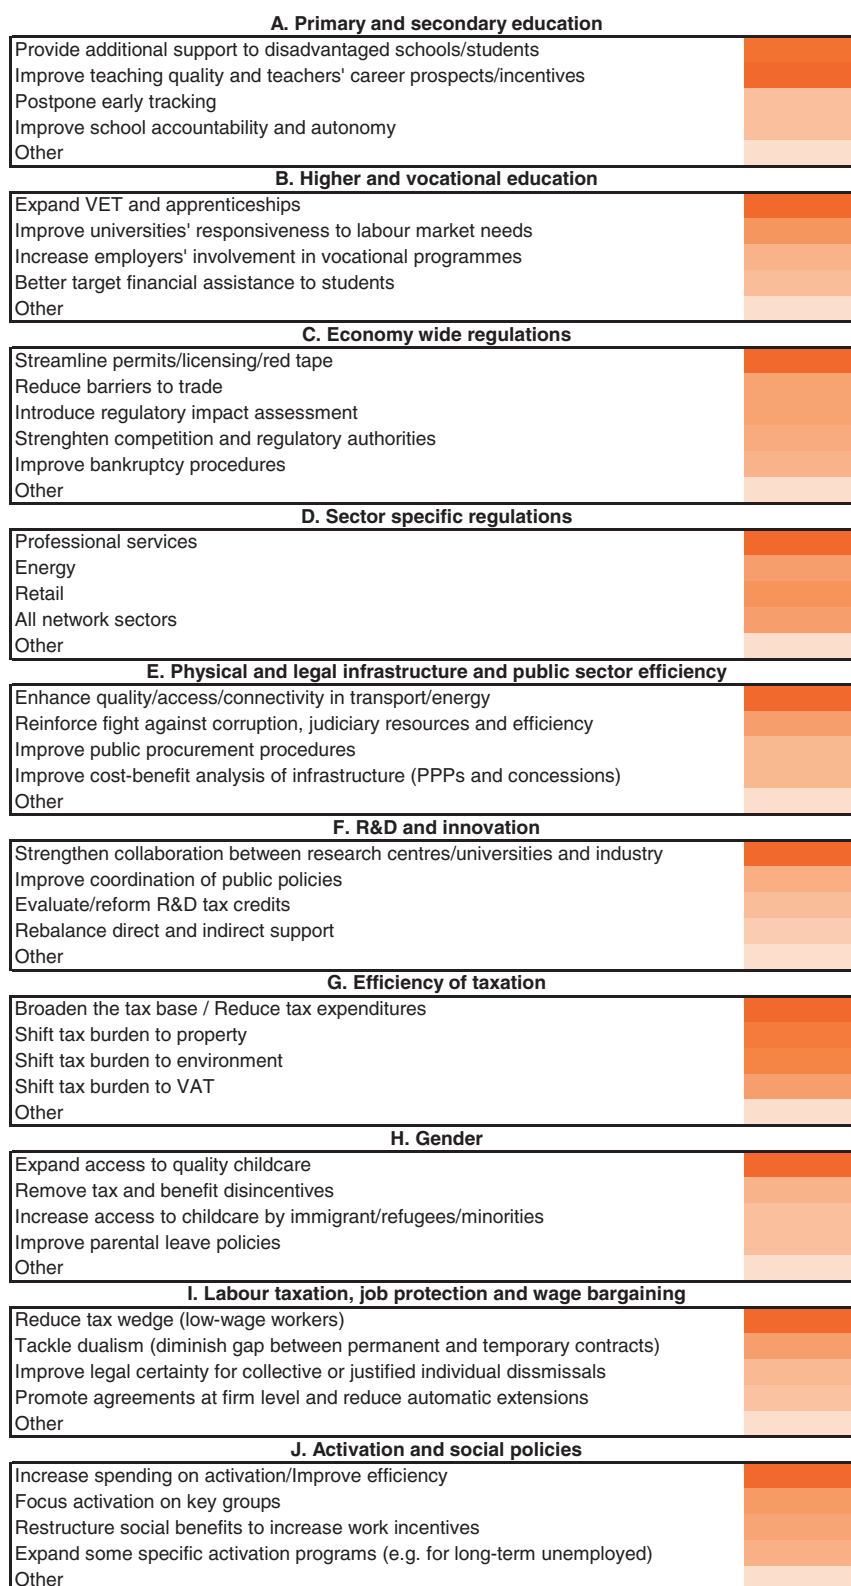 A. Primary and secondary education
Provide additional support to disadvantaged schools/students
Improve teaching quality and teachers' career prospects/incentives
Postpone early tracking
Improve school accountability and autonomy
Other
B. Higher and vocational education
Expand VET and apprenticeships
Improve universities' responsiveness to labour market needs
Increase employers' involvement in vocational programmes
Better target financial assistance to students
Other
C. Economy wide regulations
Streamline permits/licensing/red tape
Reduce barriers to trade
Introduce regulatory impact assessment
Strenghten competition and regulatory authorities
Improve bankruptcy procedures
Other
D. Sector specific regulations
Professional services
Energy
Retail
All network sectors
Other
E. Physical and legal infrastructure and public sector efficiency
Enhance quality/access/connectivity in transport/energy
Reinforce fight against corruption, judiciary resources and efficiency
Improve public procurement procedures
Improve cost-benefit analysis of infrastructure (PPPs and concessions)
Other
F. R&D and innovation
Strengthen collaboration between research centres/universities and industry
Improve coordination of public policies
Evaluate/reform R&D tax credits
Rebalance direct and indirect support
Other
G. Efficiency of taxation
Broaden the tax base / Reduce tax expenditures
Shift tax burden to property
Shift tax burden to environment
Shift tax burden to VAT
Other
H. Gender
Expand access to quality childcare
Remove tax and benefit disincentives
Increase access to childcare by immigrant/refugees/minorities
Improve parental leave policies
Other
I. Labour taxation, job protection and wage bargaining
Reduce tax wedge (low-wage workers)
Tackle dualism (diminish gap between permanent and temporary contracts)
Improve legal certainty for collective or justified individual dissmissals
Promote agreements at firm level and reduce automatic extensions
Other
J. Activation and social policies
Increase spending on activation/Improve efficiency
Focus activation on key groups
Restructure social benefits to increase work incentives
Expand some specific activation programs (e.g. for long-term unemployed)
Other